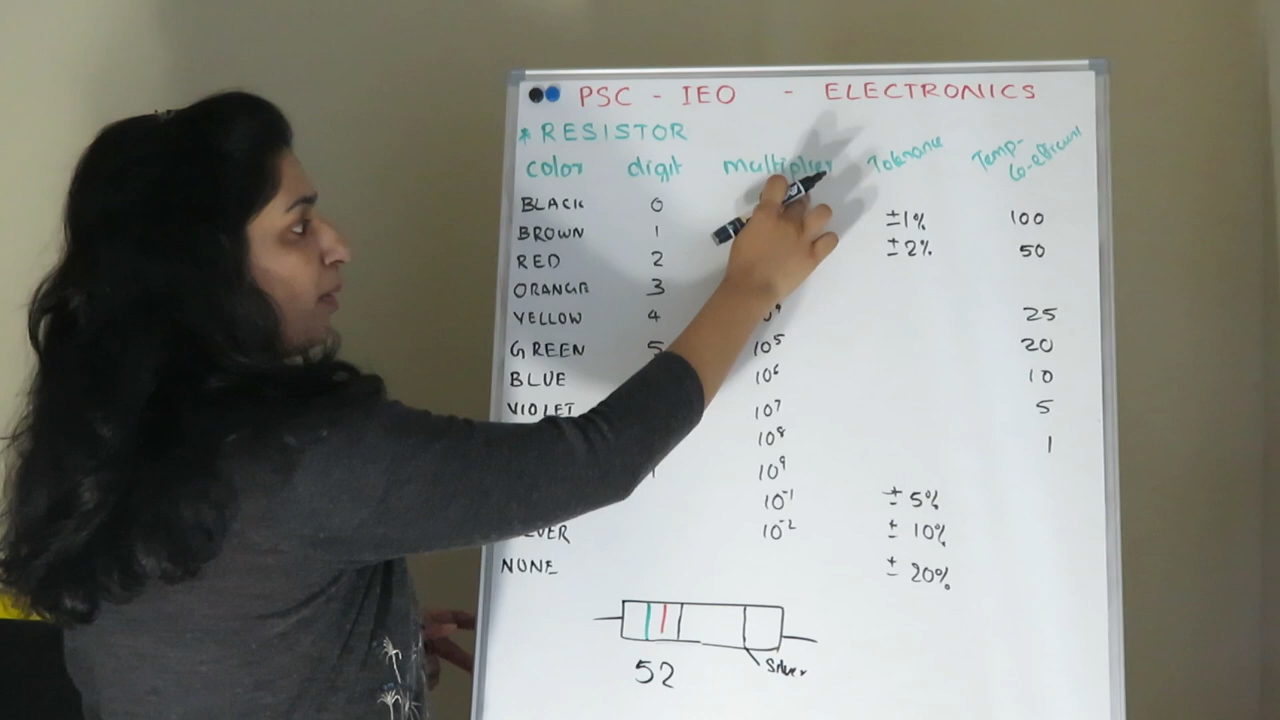 PSC - IEO - ELECTRONICS
* RESISTOR
color digit multiplier Tolerance Temp- Co-efficient
BLACK 0
BROWN 1 ±1% 100
RED 2 ±2% 50
ORANGE 3
YELLOW 4 25
GREEN 5 10⁵ 20
BLUE 10⁶ 10
VIOLET 10⁷ 5
10⁸ 1
10⁹
10⁻¹ ± 5%
10⁻² ± 10%
NONE ± 20%
52 Silver